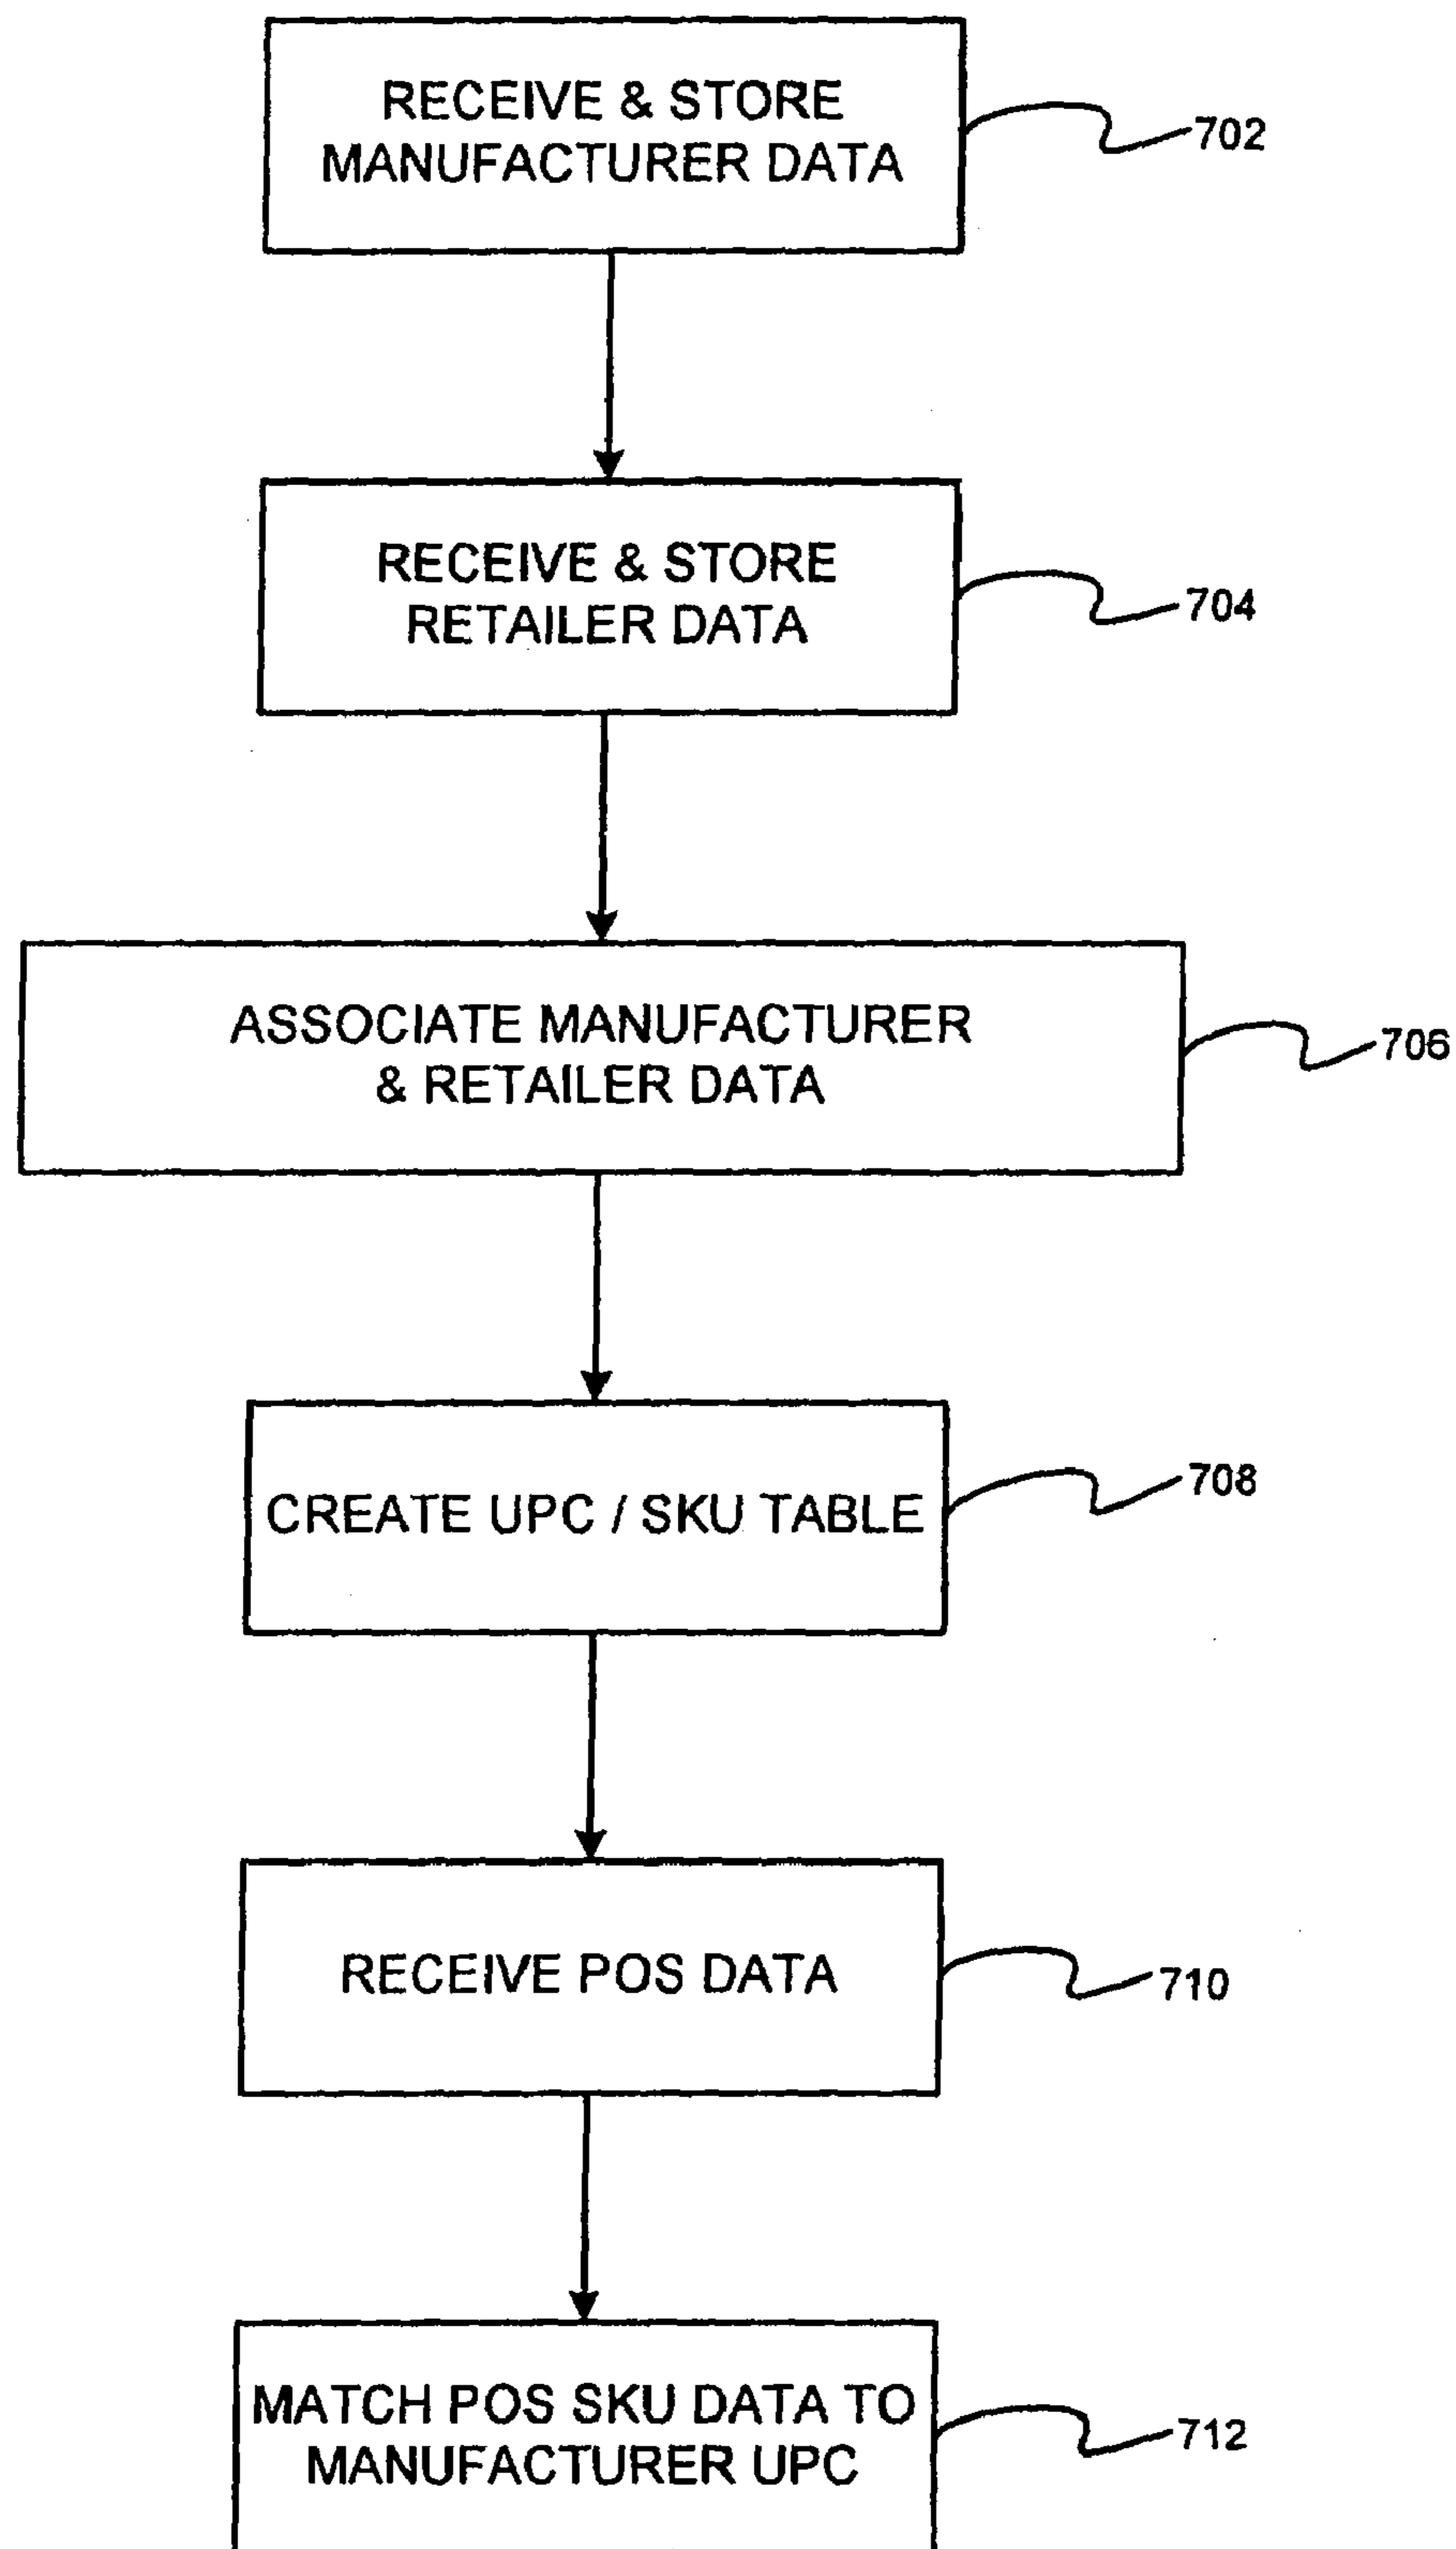 RECEIVE & STORE
MANUFACTURER DATA
702
RECEIVE & STORE
RETAILER DATA
704
ASSOCIATE MANUFACTURER
& RETAILER DATA
706
CREATE UPC / SKU TABLE
708
RECEIVE POS DATA
710
MATCH POS SKU DATA TO
MANUFACTURER UPC
712